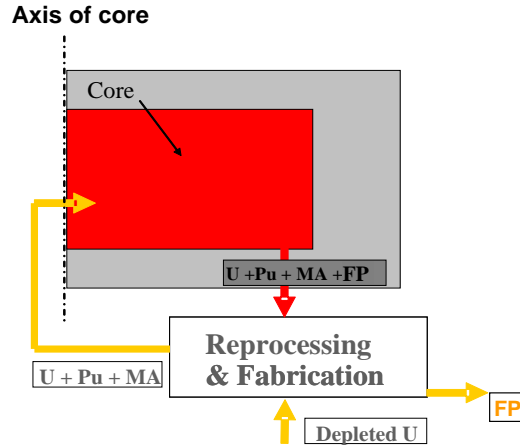 Axis of core
Core
U +Pu + MA +FP
Reprocessing
& Fabrication
U + Pu + MA
FP
Depleted U